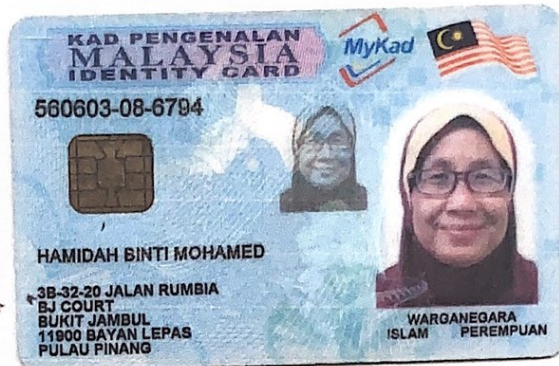 KAD PENGENALAN
MALAYSIA
IDENTITY CARD
MyKad
560603-08-6794
HAMIDAH BINTI MOHAMED
3B-32-20 JALAN RUMBIA
BJ COURT
BUKIT JAMBUL
11900 BAYAN LEPAS
PULAU PINANG
WARGANEGARA
ISLAM PEREMPUAN